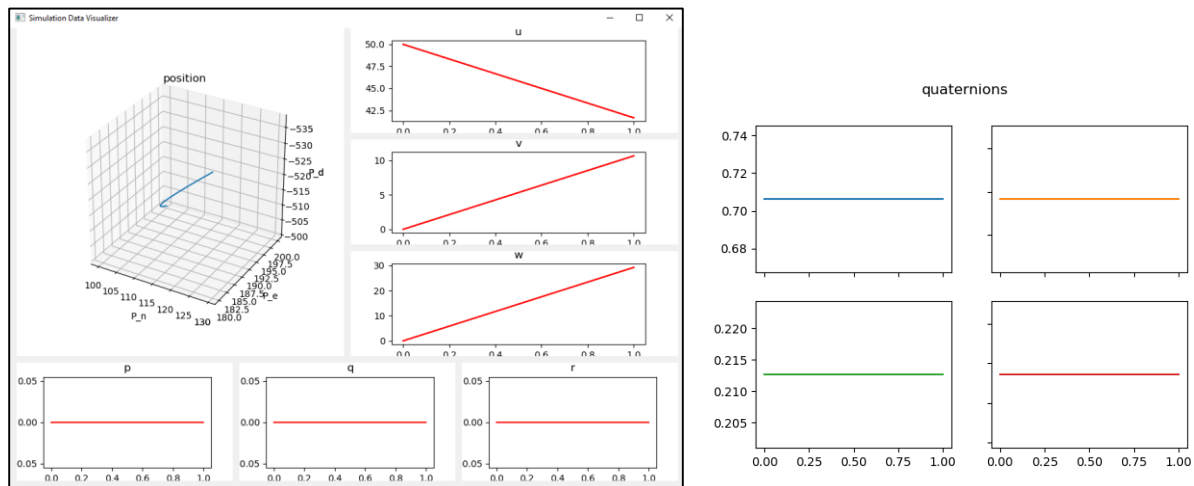 Simulation Data Visualizer
position
−535
−530
−525
−520
−515
−510
−505
−500
P_d
200.0
197.5
195.0
192.5
190.0
187.5
185.0
182.5
180.0
P_e
100 105 110 115 120 125 130
P_n
u
50.0
47.5
45.0
42.5
0.0 0.2 0.4 0.6 0.8 1.0
v
10
5
0
0.0 0.2 0.4 0.6 0.8 1.0
w
30
20
10
0
0.0 0.2 0.4 0.6 0.8 1.0
p
0.05
0.00
0.05
0.0 0.2 0.4 0.6 0.8 1.0
q
0.05
0.00
0.05
0.0 0.2 0.4 0.6 0.8 1.0
r
0.05
0.00
0.05
0.0 0.2 0.4 0.6 0.8 1.0
quaternions
0.74
0.72
0.70
0.68
0.220
0.215
0.210
0.205
0.00 0.25 0.50 0.75 1.00
0.00 0.25 0.50 0.75 1.00